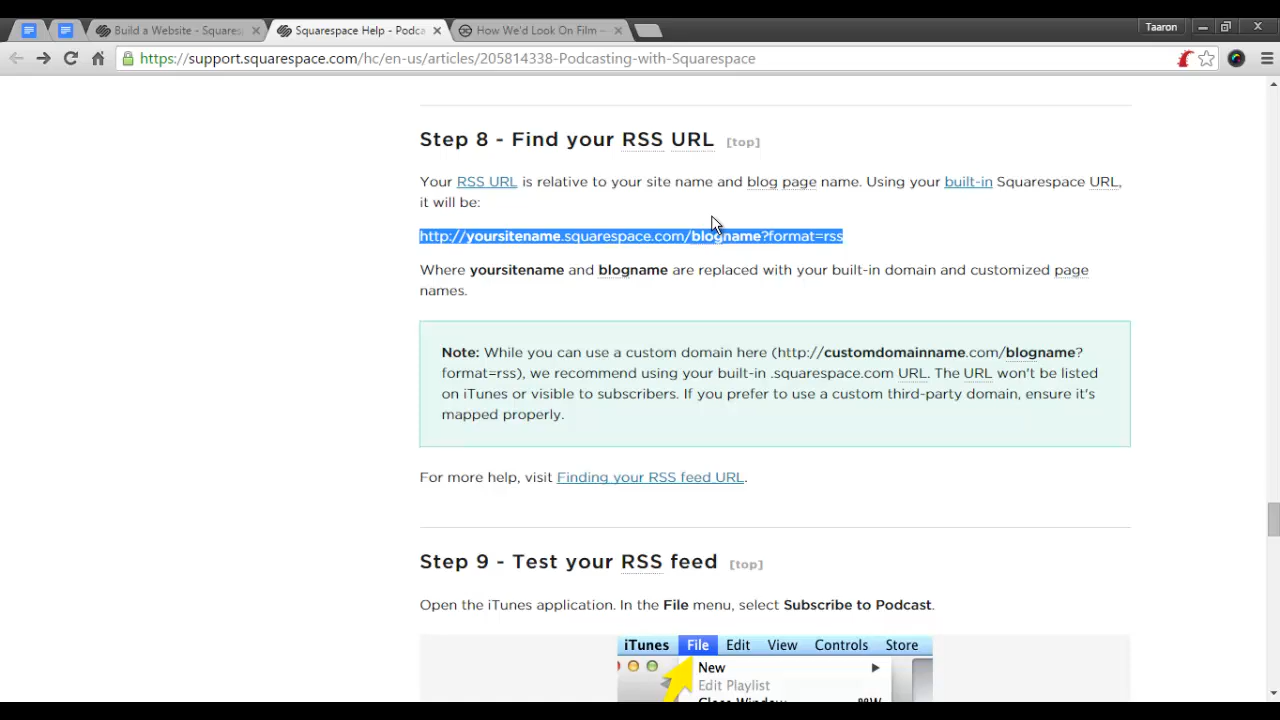 Build a Website - Squares
Squarespace Help - Podca
How We'd Look On Film –
Taaron
https://support.squarespace.com/hc/en-us/articles/205814338-Podcasting-with-Squarespace
Step 8 - Find your RSS URL [top]
Your RSS URL is relative to your site name and blog page name. Using your built-in Squarespace URL,
it will be:
http://yoursitename.squarespace.com/blogname?format=rss
Where yoursitename and blogname are replaced with your built-in domain and customized page
names.
Note: While you can use a custom domain here (http://customdomainname.com/blogname?
format=rss), we recommend using your built-in .squarespace.com URL. The URL won't be listed
on iTunes or visible to subscribers. If you prefer to use a custom third-party domain, ensure it's
mapped properly.
For more help, visit Finding your RSS feed URL.
Step 9 - Test your RSS feed [top]
Open the iTunes application. In the File menu, select Subscribe to Podcast.
iTunes File Edit View Controls Store
New
Edit Playlist
Close Window ⌘W